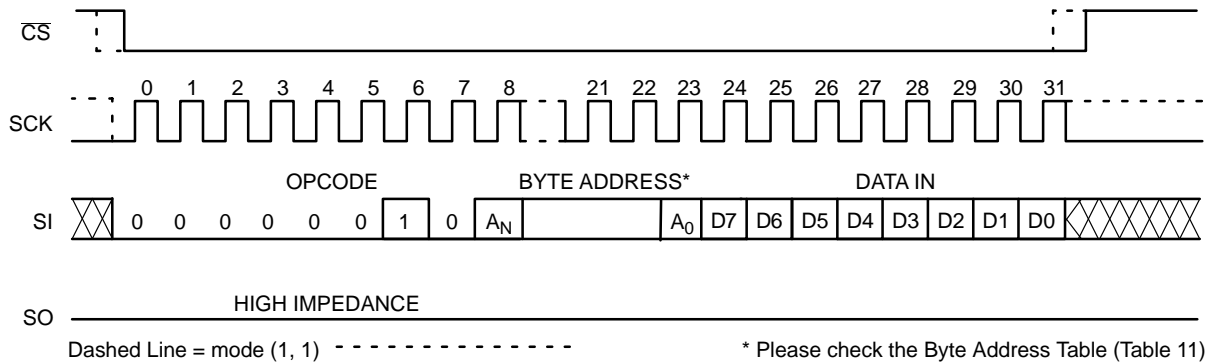 CS
0 1 2 3 4 5 6 7 8 21 22 23 24 25 26 27 28 29 30 31
SCK
OPCODE BYTE ADDRESS* DATA IN
SI 0 0 0 0 0 0 1 0 AN A0 D7 D6 D5 D4 D3 D2 D1 D0
HIGH IMPEDANCE
SO
Dashed Line = mode (1, 1) * Please check the Byte Address Table (Table 11)